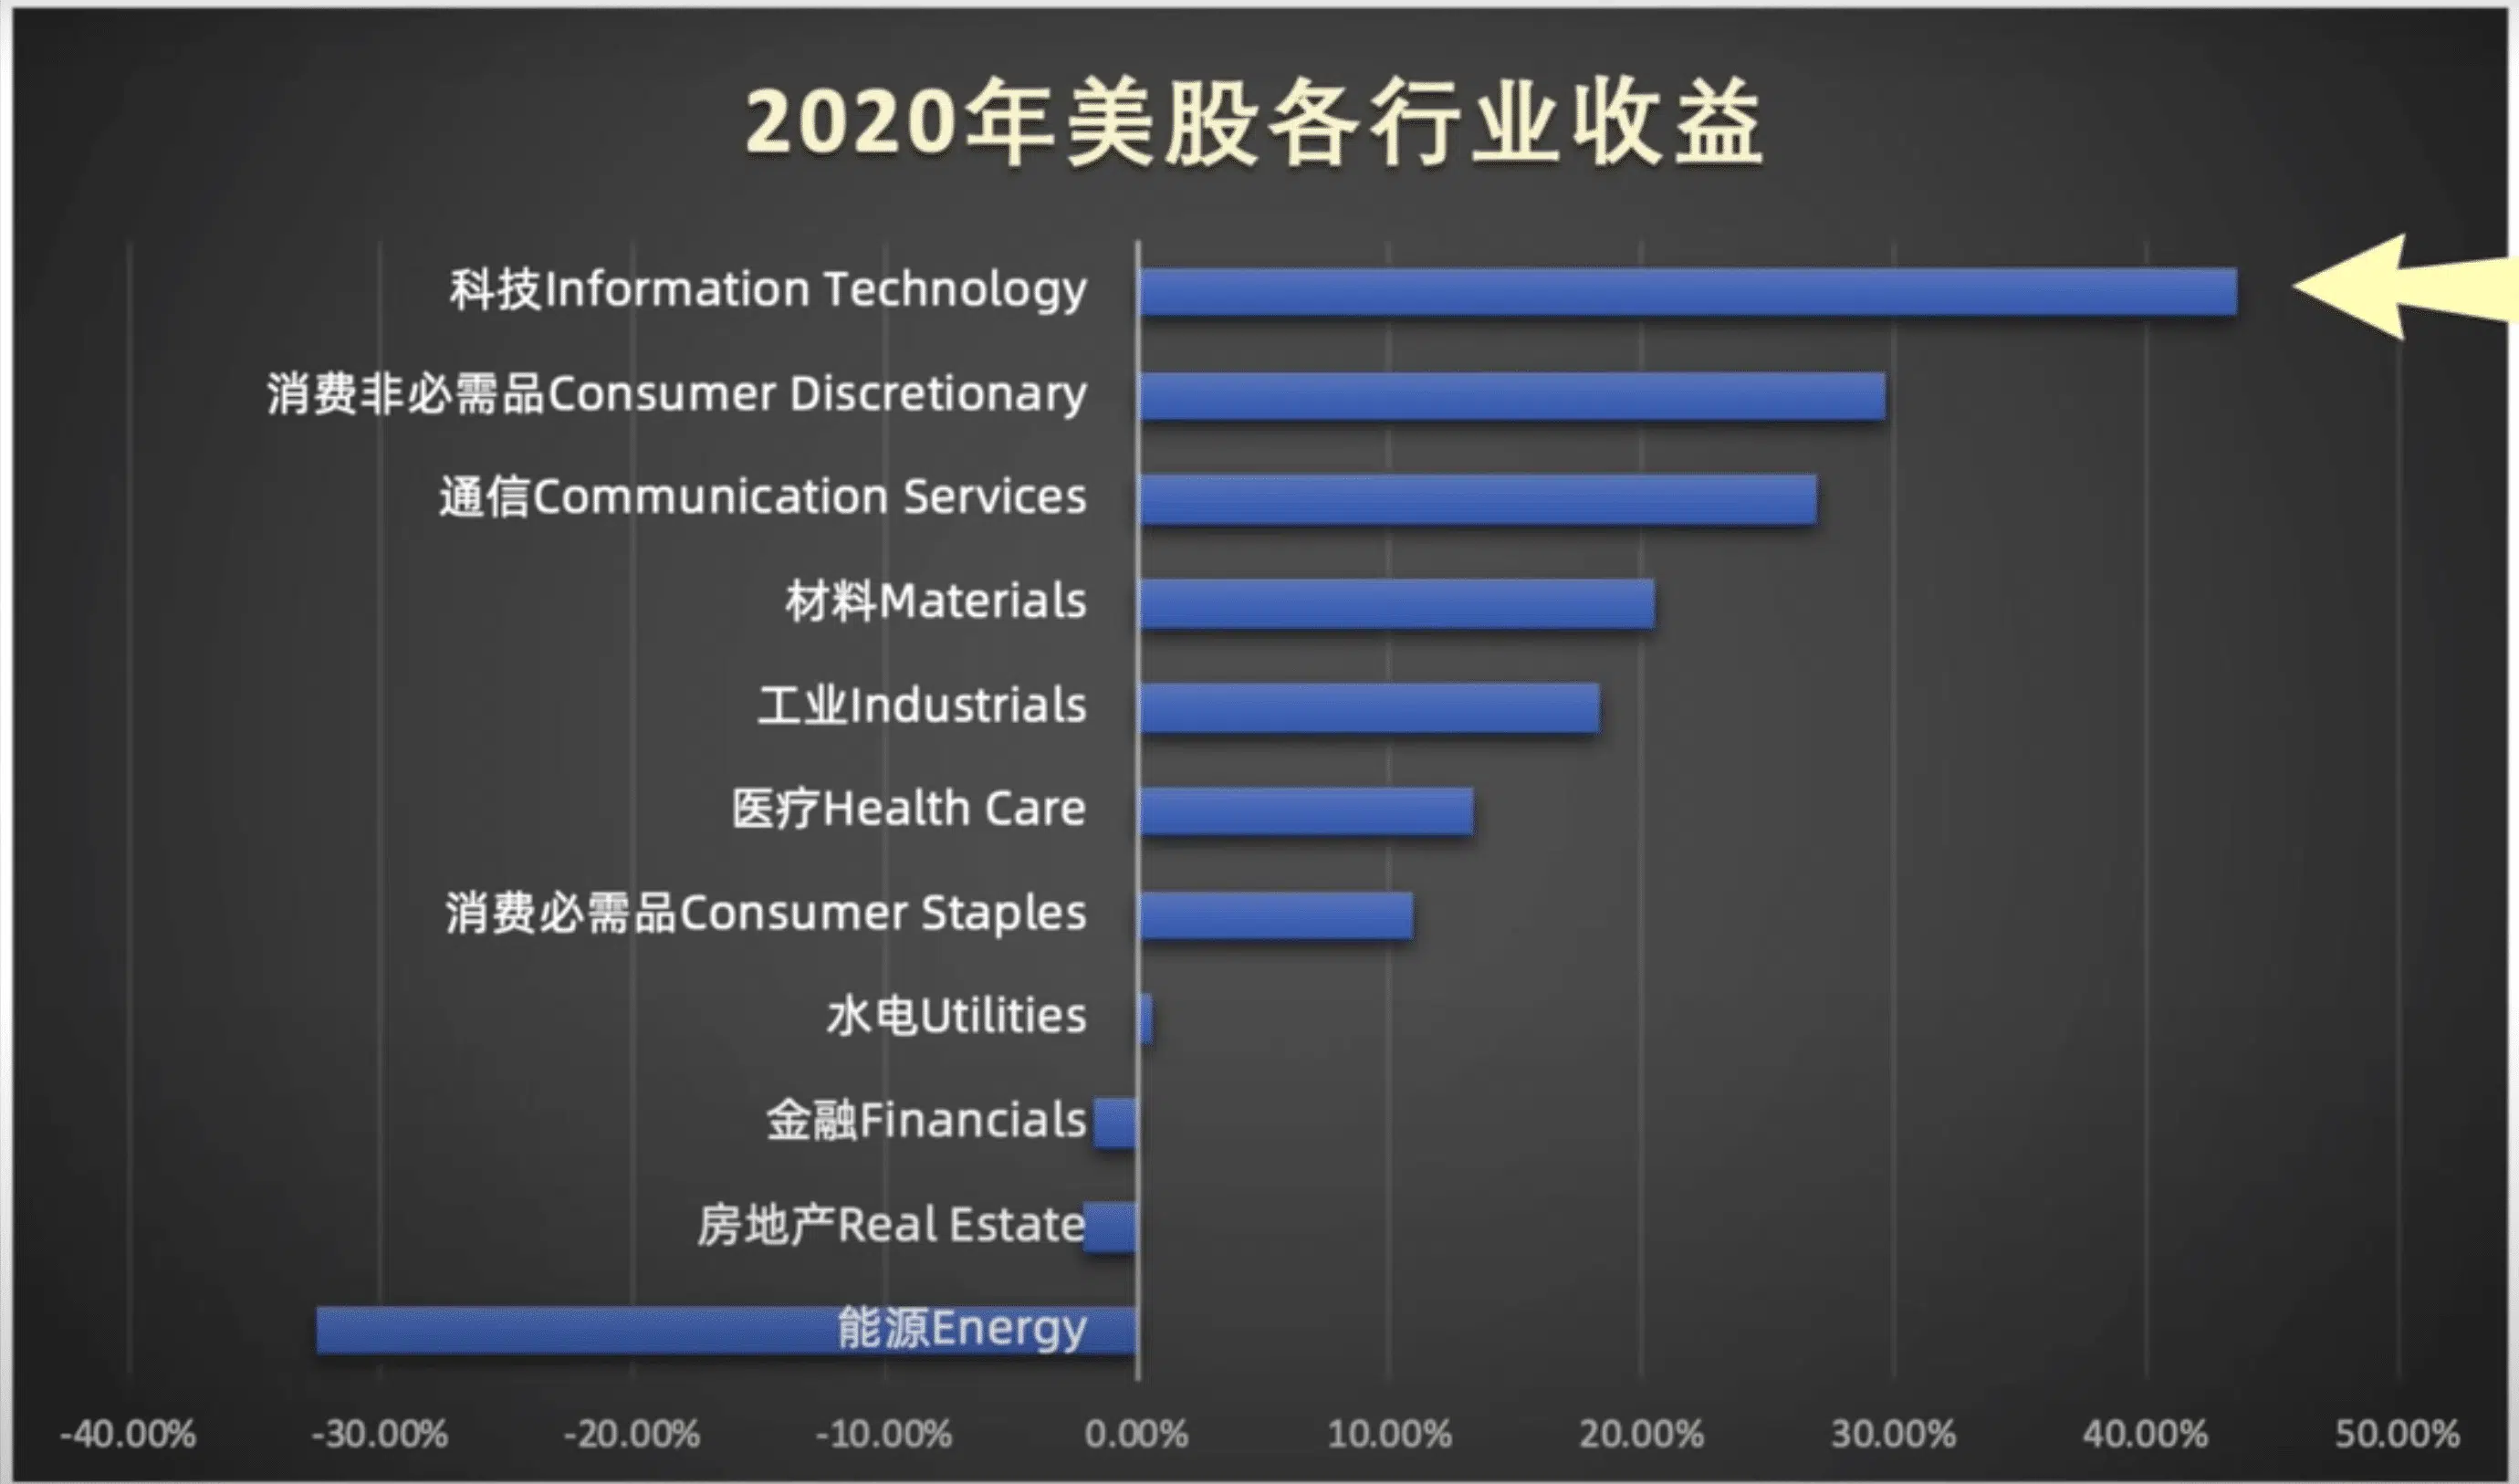 2020年美股各行业收益
科技Information Technology
消费非必需品Consumer Discretionary
通信Communication Services
材料Materials
工业Industrials
医疗Health Care
消费必需品Consumer Staples
水电Utilities
金融Financials
房地产Real Estate
能源Energy
-40.00% -30.00% -20.00% -10.00% 0.00% 10.00% 20.00% 30.00% 40.00% 50.00%